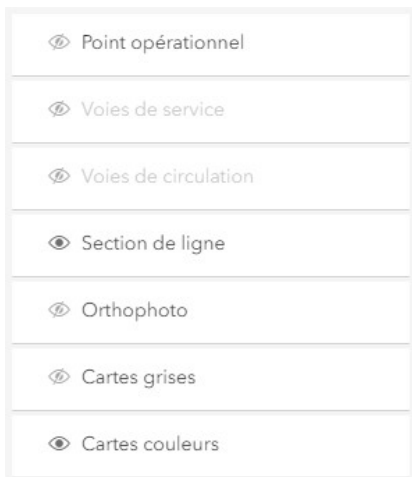 Point opérationnel
Voies de service
Voies de circulation
Section de ligne
Orthophoto
Cartes grises
Cartes couleurs